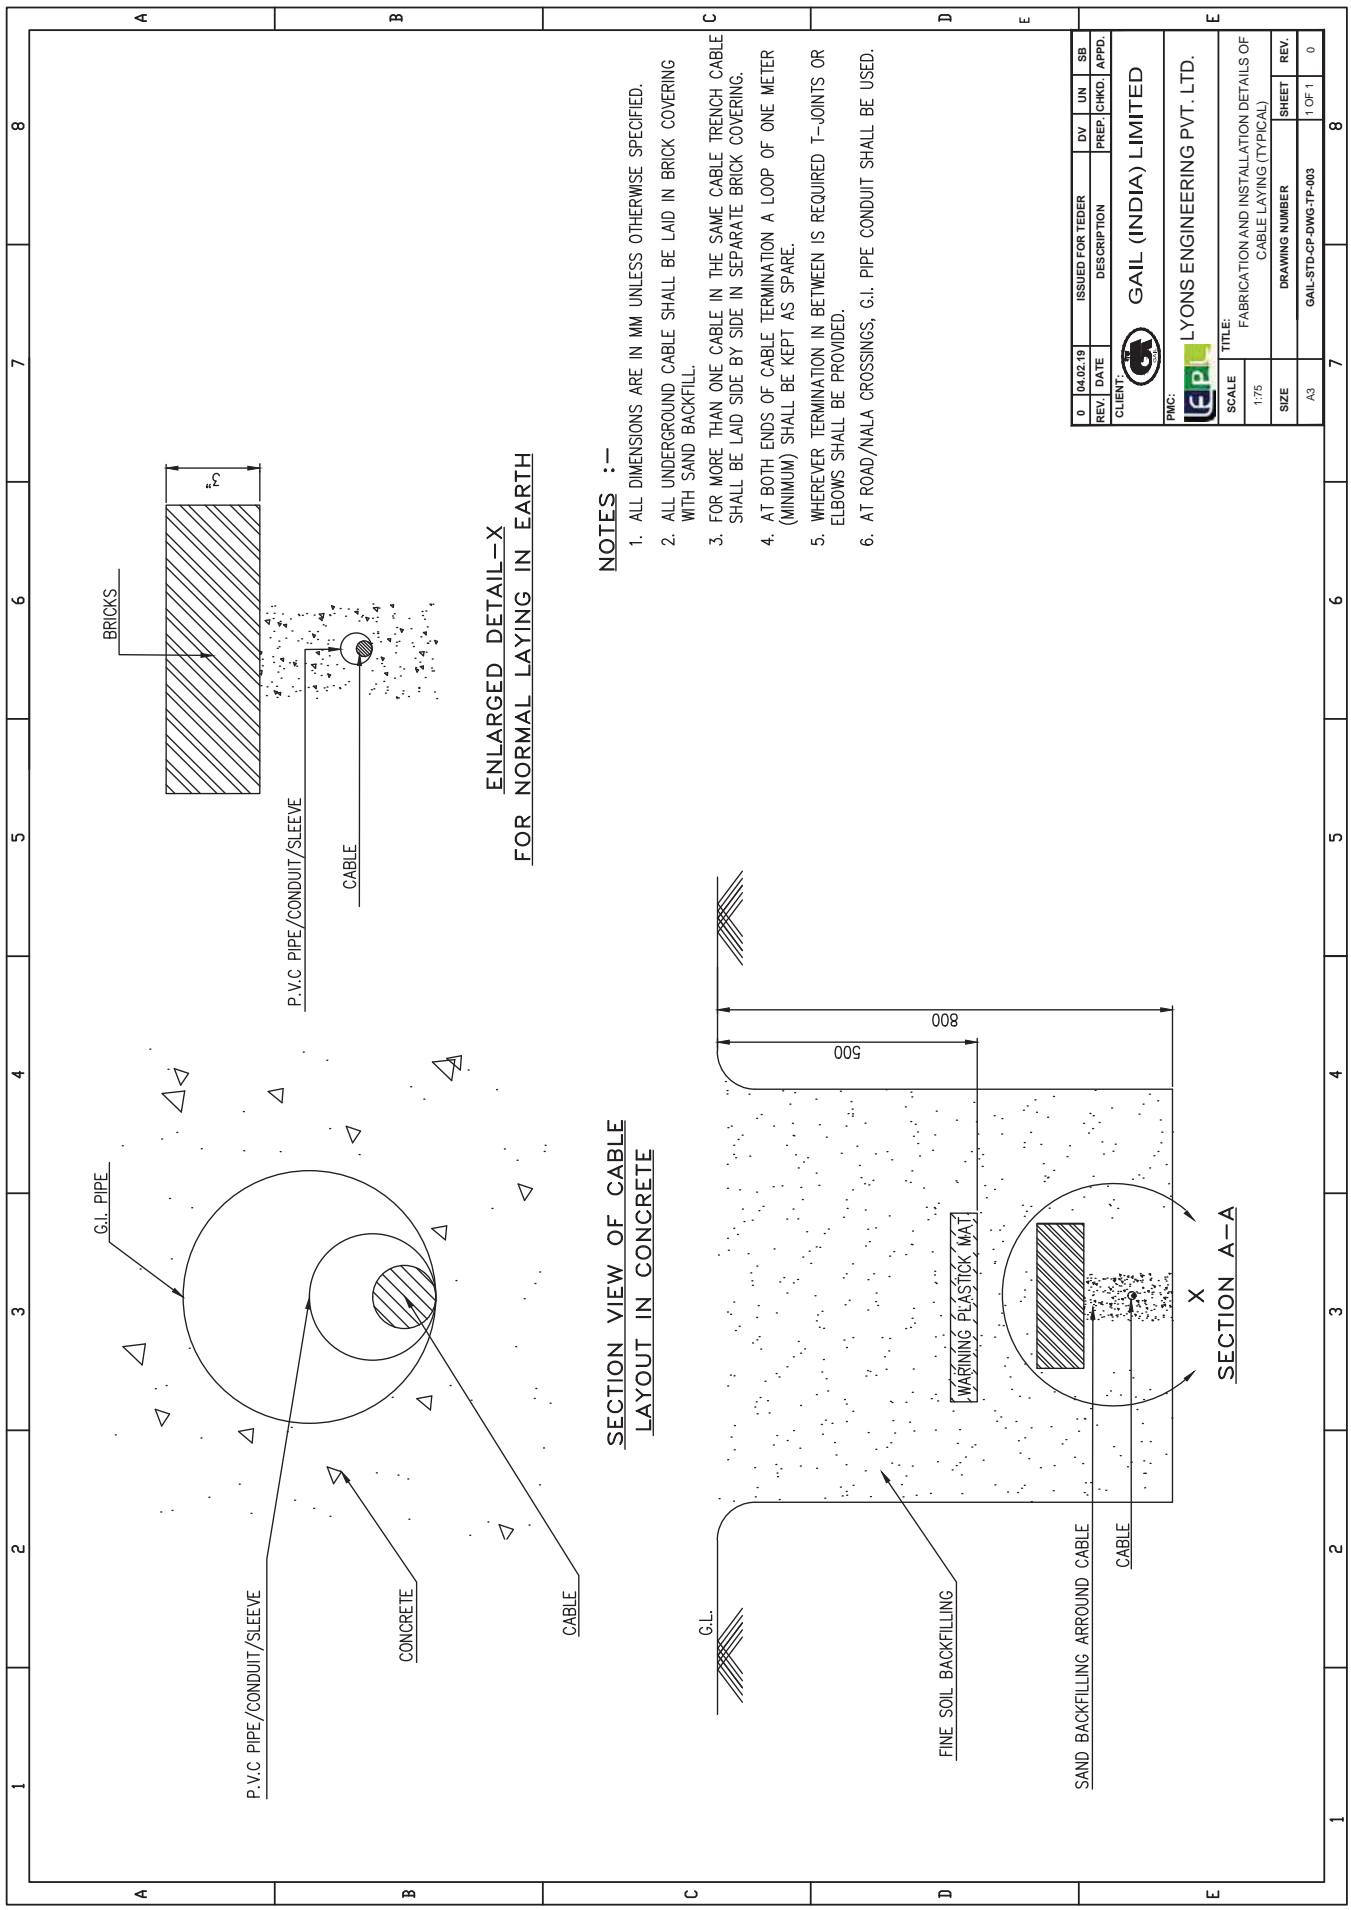 1 2 3 4 5 6 7 8
A
B
C
D
E
E
G.I. PIPE
P.V.C PIPE/CONDUIT/SLEEVE
CONCRETE
CABLE
SECTION VIEW OF CABLE
LAYOUT IN CONCRETE
BRICKS
3"
P.V.C PIPE/CONDUIT/SLEEVE
CABLE
ENLARGED DETAIL-X
FOR NORMAL LAYING IN EARTH
G.L.
500
800
WARINING PLASTICK MAT
FINE SOIL BACKFILLING
SAND BACKFILLING ARROUND CABLE
CABLE
X
SECTION A-A
NOTES :-
1. ALL DIMENSIONS ARE IN MM UNLESS OTHERWISE SPECIFIED.
2. ALL UNDERGROUND CABLE SHALL BE LAID IN BRICK COVERING
WITH SAND BACKFILL.
3. FOR MORE THAN ONE CABLE IN THE SAME CABLE TRENCH CABLE
SHALL BE LAID SIDE BY SIDE IN SEPARATE BRICK COVERING.
4. AT BOTH ENDS OF CABLE TERMINATION A LOOP OF ONE METER
(MINIMUM) SHALL BE KEPT AS SPARE.
5. WHEREVER TERMINATION IN BETWEEN IS REQUIRED T-JOINTS OR
ELBOWS SHALL BE PROVIDED.
6. AT ROAD/NALA CROSSINGS, G.I. PIPE CONDUIT SHALL BE USED.
0 04.02.19 ISSUED FOR TEDER DV UN SB
REV. DATE DESCRIPTION PREP. CHKD. APPD.
CLIENT:
GAIL (INDIA) LIMITED
PMC:
LEPL
LYONS ENGINEERING PVT. LTD.
SCALE
1:75
TITLE:
FABRICATION AND INSTALLATION DETAILS OF
CABLE LAYING (TYPICAL)
SIZE DRAWING NUMBER SHEET REV.
A3 GAIL-STD-CP-DWG-TP-003 1 OF 1 0
A
B
C
D
E
1 2 3 4 5 6 7 8